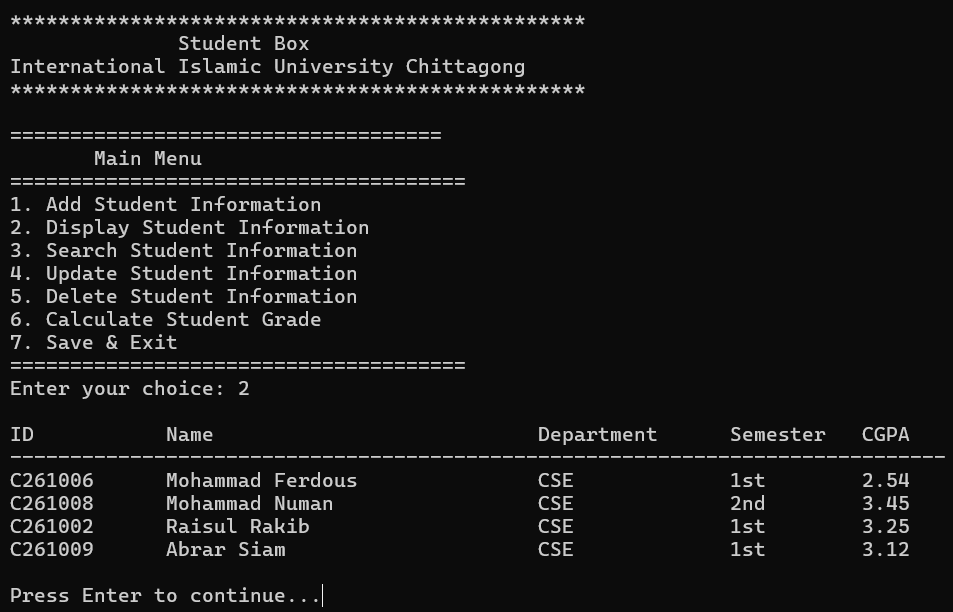 ************************************************
              Student Box
International Islamic University Chittagong
************************************************
====================================
       Main Menu
======================================
1. Add Student Information
2. Display Student Information
3. Search Student Information
4. Update Student Information
5. Delete Student Information
6. Calculate Student Grade
7. Save & Exit
======================================
Enter your choice: 2
ID           Name                           Department      Semester   CGPA
------------------------------------------------------------------------------
C261006      Mohammad Ferdous               CSE             1st        2.54
C261008      Mohammad Numan                 CSE             2nd        3.45
C261002      Raisul Rakib                   CSE             1st        3.25
C261009      Abrar Siam                     CSE             1st        3.12
Press Enter to continue...